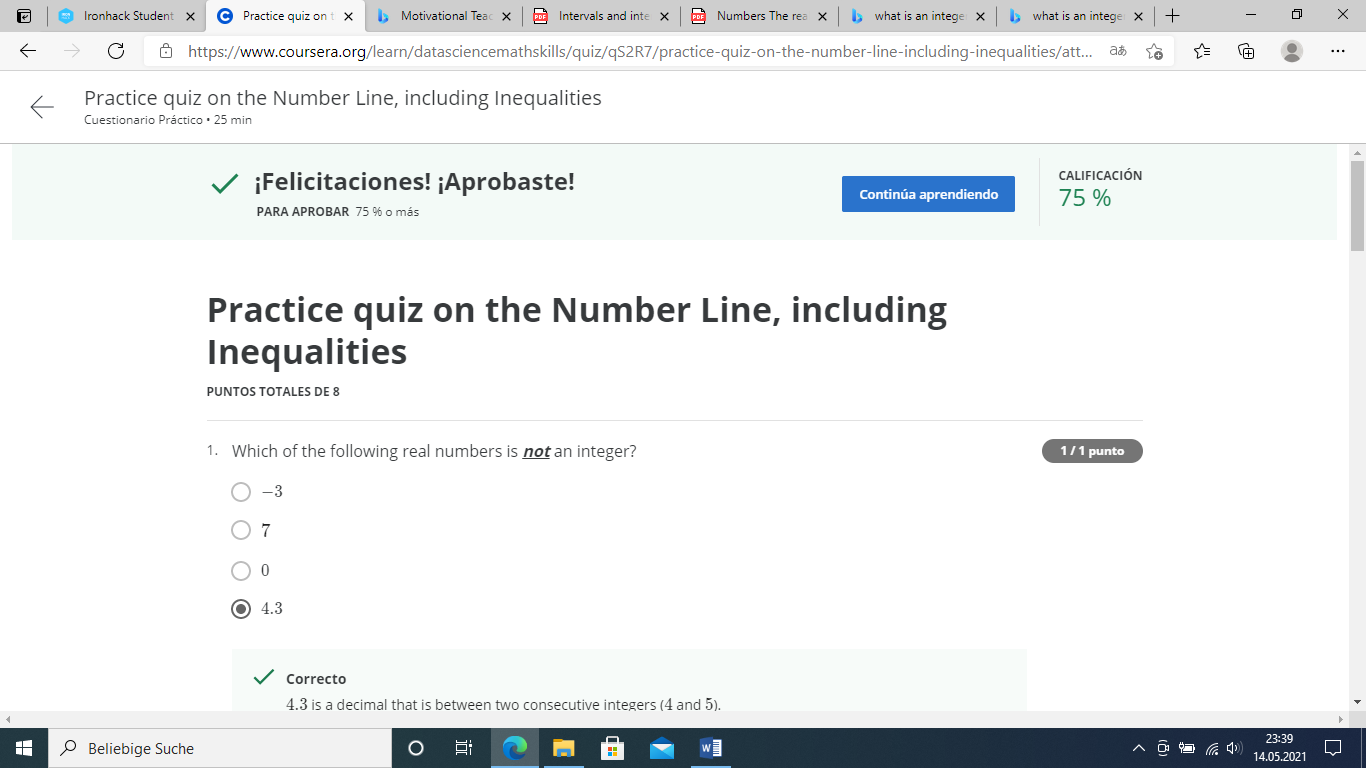 Ironhack Student
Practice quiz on t
Motivational Teac
Intervals and inte
Numbers The rea
what is an intege
what is an intege
https://www.coursera.org/learn/datasciencemathskills/quiz/qS2R7/practice-quiz-on-the-number-line-including-inequalities/att...
Practice quiz on the Number Line, including Inequalities
Cuestionario Práctico • 25 min
¡Felicitaciones! ¡Aprobaste!
PARA APROBAR 75 % o más
Continúa aprendiendo
CALIFICACIÓN
75 %
Practice quiz on the Number Line, including
Inequalities
PUNTOS TOTALES DE 8
1. Which of the following real numbers is not an integer?
1 / 1 punto
−3
7
0
4.3
Correcto
4.3 is a decimal that is between two consecutive integers (4 and 5).
Beliebige Suche
23:39
14.05.2021